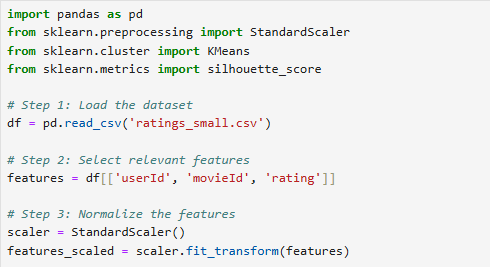 import pandas as pd
from sklearn.preprocessing import StandardScaler
from sklearn.cluster import KMeans
from sklearn.metrics import silhouette_score
# Step 1: Load the dataset
df = pd.read_csv('ratings_small.csv')
# Step 2: Select relevant features
features = df[['userId', 'movieId', 'rating']]
# Step 3: Normalize the features
scaler = StandardScaler()
features_scaled = scaler.fit_transform(features)